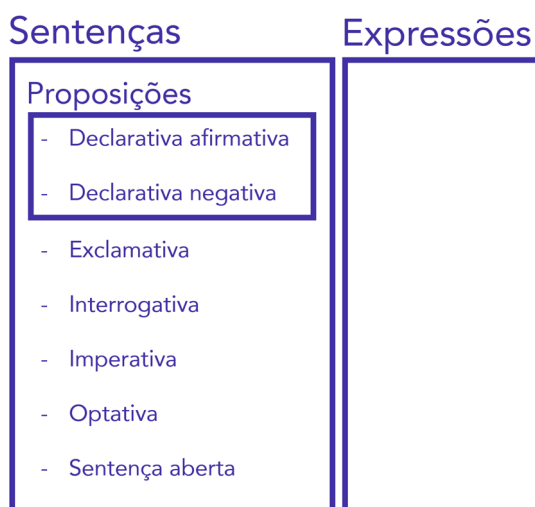 Sentenças
Expressões
Proposições
- Declarativa afirmativa
- Declarativa negativa
- Exclamativa
- Interrogativa
- Imperativa
- Optativa
- Sentença aberta